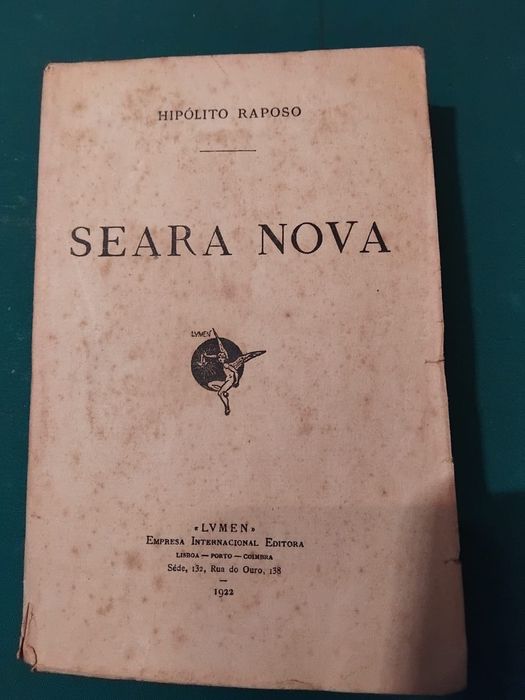 HIPÓLITO RAPOSO
SEARA NOVA
LVMEN
«LVMEN»
EMPRESA INTERNACIONAL EDITORA
LISBOA — PORTO — COIMBRA
Séde, 132, Rua do Ouro, 138
—
1922